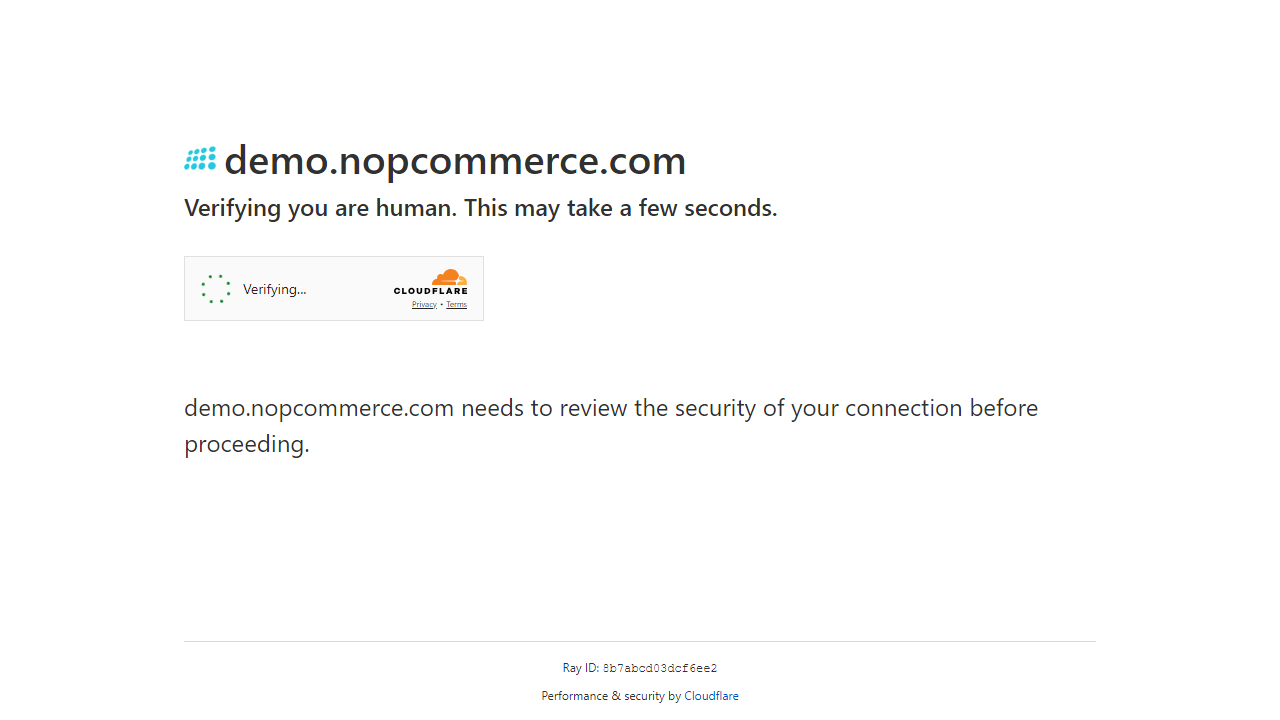 demo.nopcommerce.com
Verifying you are human. This may take a few seconds.
Verifying...
CLOUDFLARE
Privacy • Terms
demo.nopcommerce.com needs to review the security of your connection before
proceeding.
Ray ID: 8b7abcd03dcf6ee2
Performance & security by Cloudflare